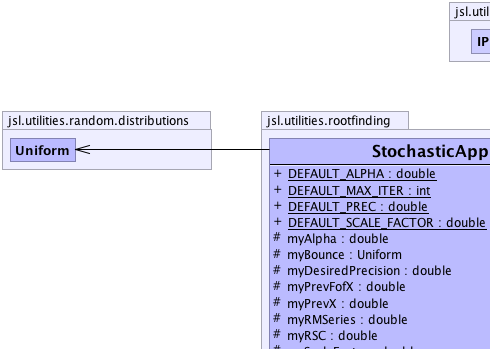 jsl.util
IP
jsl.utilities.random.distributions
Uniform
jsl.utilities.rootfinding
StochasticApp
+ DEFAULT_ALPHA : double
+ DEFAULT_MAX_ITER : int
+ DEFAULT_PREC : double
+ DEFAULT_SCALE_FACTOR : double
# myAlpha : double
# myBounce : Uniform
# myDesiredPrecision : double
# myPrevFofX : double
# myPrevX : double
# myRMSeries : double
# myRSC : double